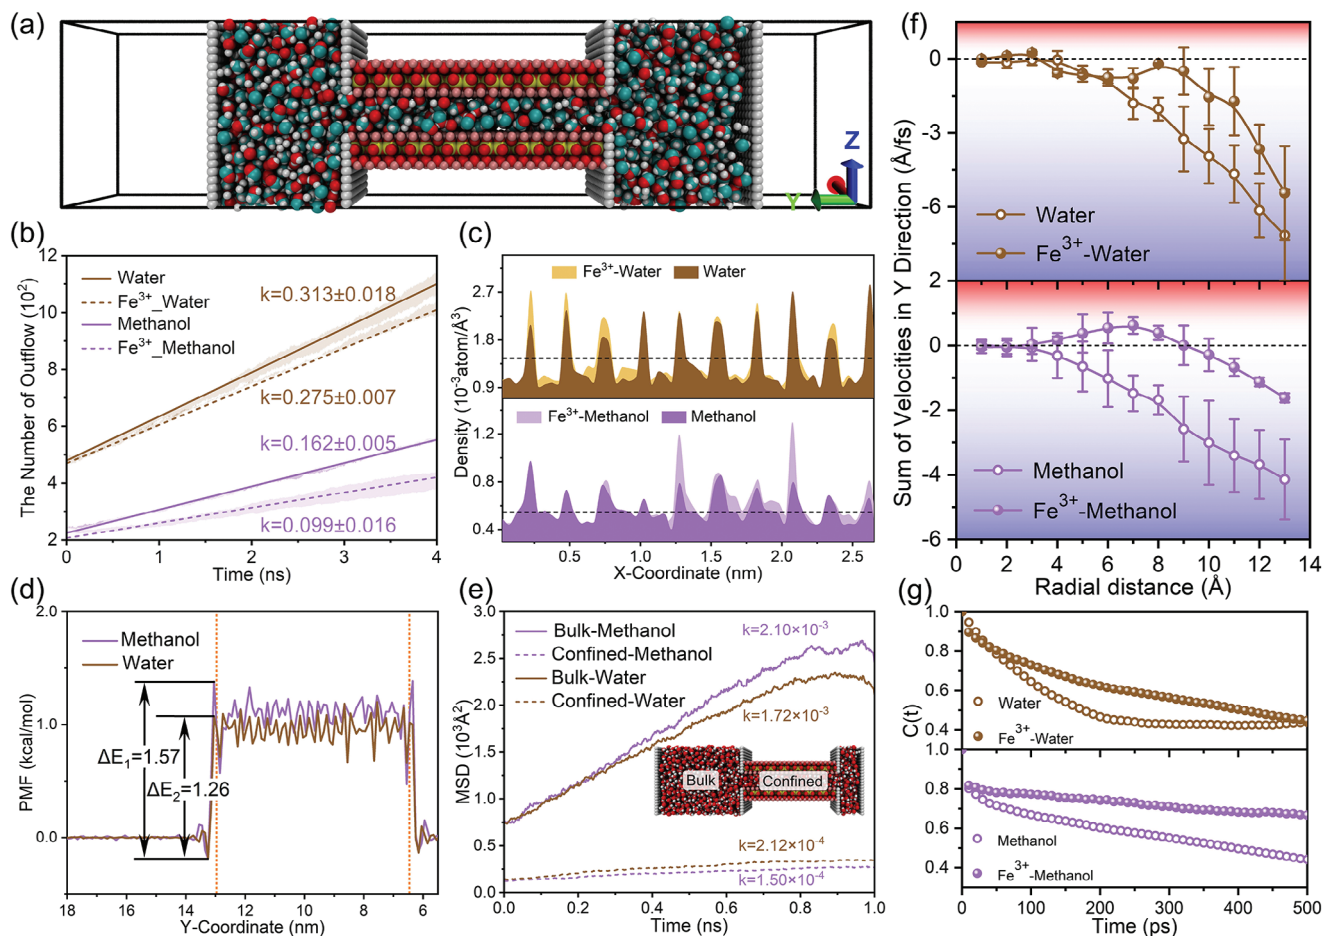 (a)
Z
Y
(b)
The Number of Outflow (10²)
12
10
8
6
4
2
Water
Fe³⁺_Water
Methanol
Fe³⁺_Methanol
k=0.313±0.018
k=0.275±0.007
k=0.162±0.005
k=0.099±0.016
0 1 2 3 4
Time (ns)
(c)
Density (10⁻³atom/Å³)
Fe³⁺-Water Water
2.7
1.8
0.9
Fe³⁺-Methanol Methanol
1.2
0.8
0.4
0.5 1.0 1.5 2.0 2.5
X-Coordinate (nm)
(d)
PMF (kcal/mol)
2.0
1.0
0.0
Methanol
Water
ΔE₁=1.57
ΔE₂=1.26
18 16 14 12 10 8 6
Y-Coordinate (nm)
(e)
MSD (10³Å²)
3.0
2.5
2.0
1.5
1.0
0.5
0.0
Bulk-Methanol
Confined-Methanol
Bulk-Water
Confined-Water
k=2.10×10⁻³
k=1.72×10⁻³
Bulk
Confined
k=2.12×10⁻⁴
k=1.50×10⁻⁴
0.0 0.2 0.4 0.6 0.8 1.0
Time (ns)
(f)
Sum of Velocities in Y Direction (Å/fs)
0
-3
-6
Water
Fe³⁺-Water
2
0
-2
-4
-6
Methanol
Fe³⁺-Methanol
0 2 4 6 8 10 12 14
Radial distance (Å)
(g)
C(t)
1.0
0.8
0.6
0.4
Water
Fe³⁺-Water
1.0
0.8
0.6
0.4
Methanol
Fe³⁺-Methanol
0 100 200 300 400 500
Time (ps)